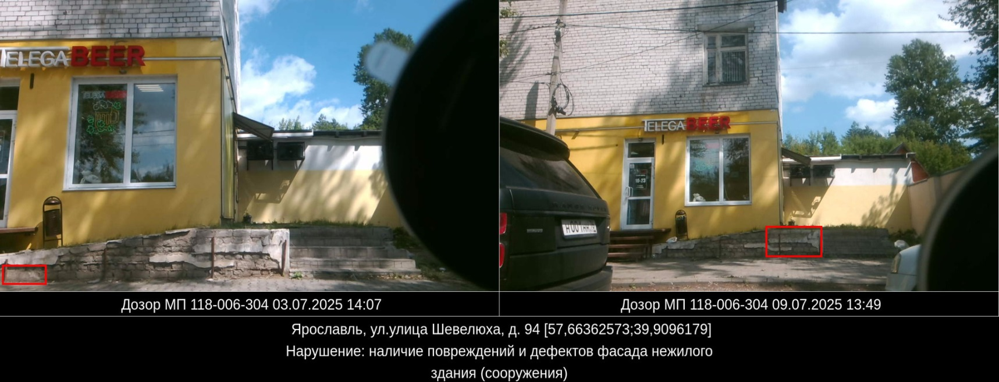 TELEGA BEER
TELEGA BEER
10-23
Дозор МП 118-006-304 03.07.2025 14:07
Дозор МП 118-006-304 09.07.2025 13:49
Ярославль, ул.улица Шевелюха, д. 94 [57,66362573;39,9096179]
Нарушение: наличие повреждений и дефектов фасада нежилого
здания (сооружения)